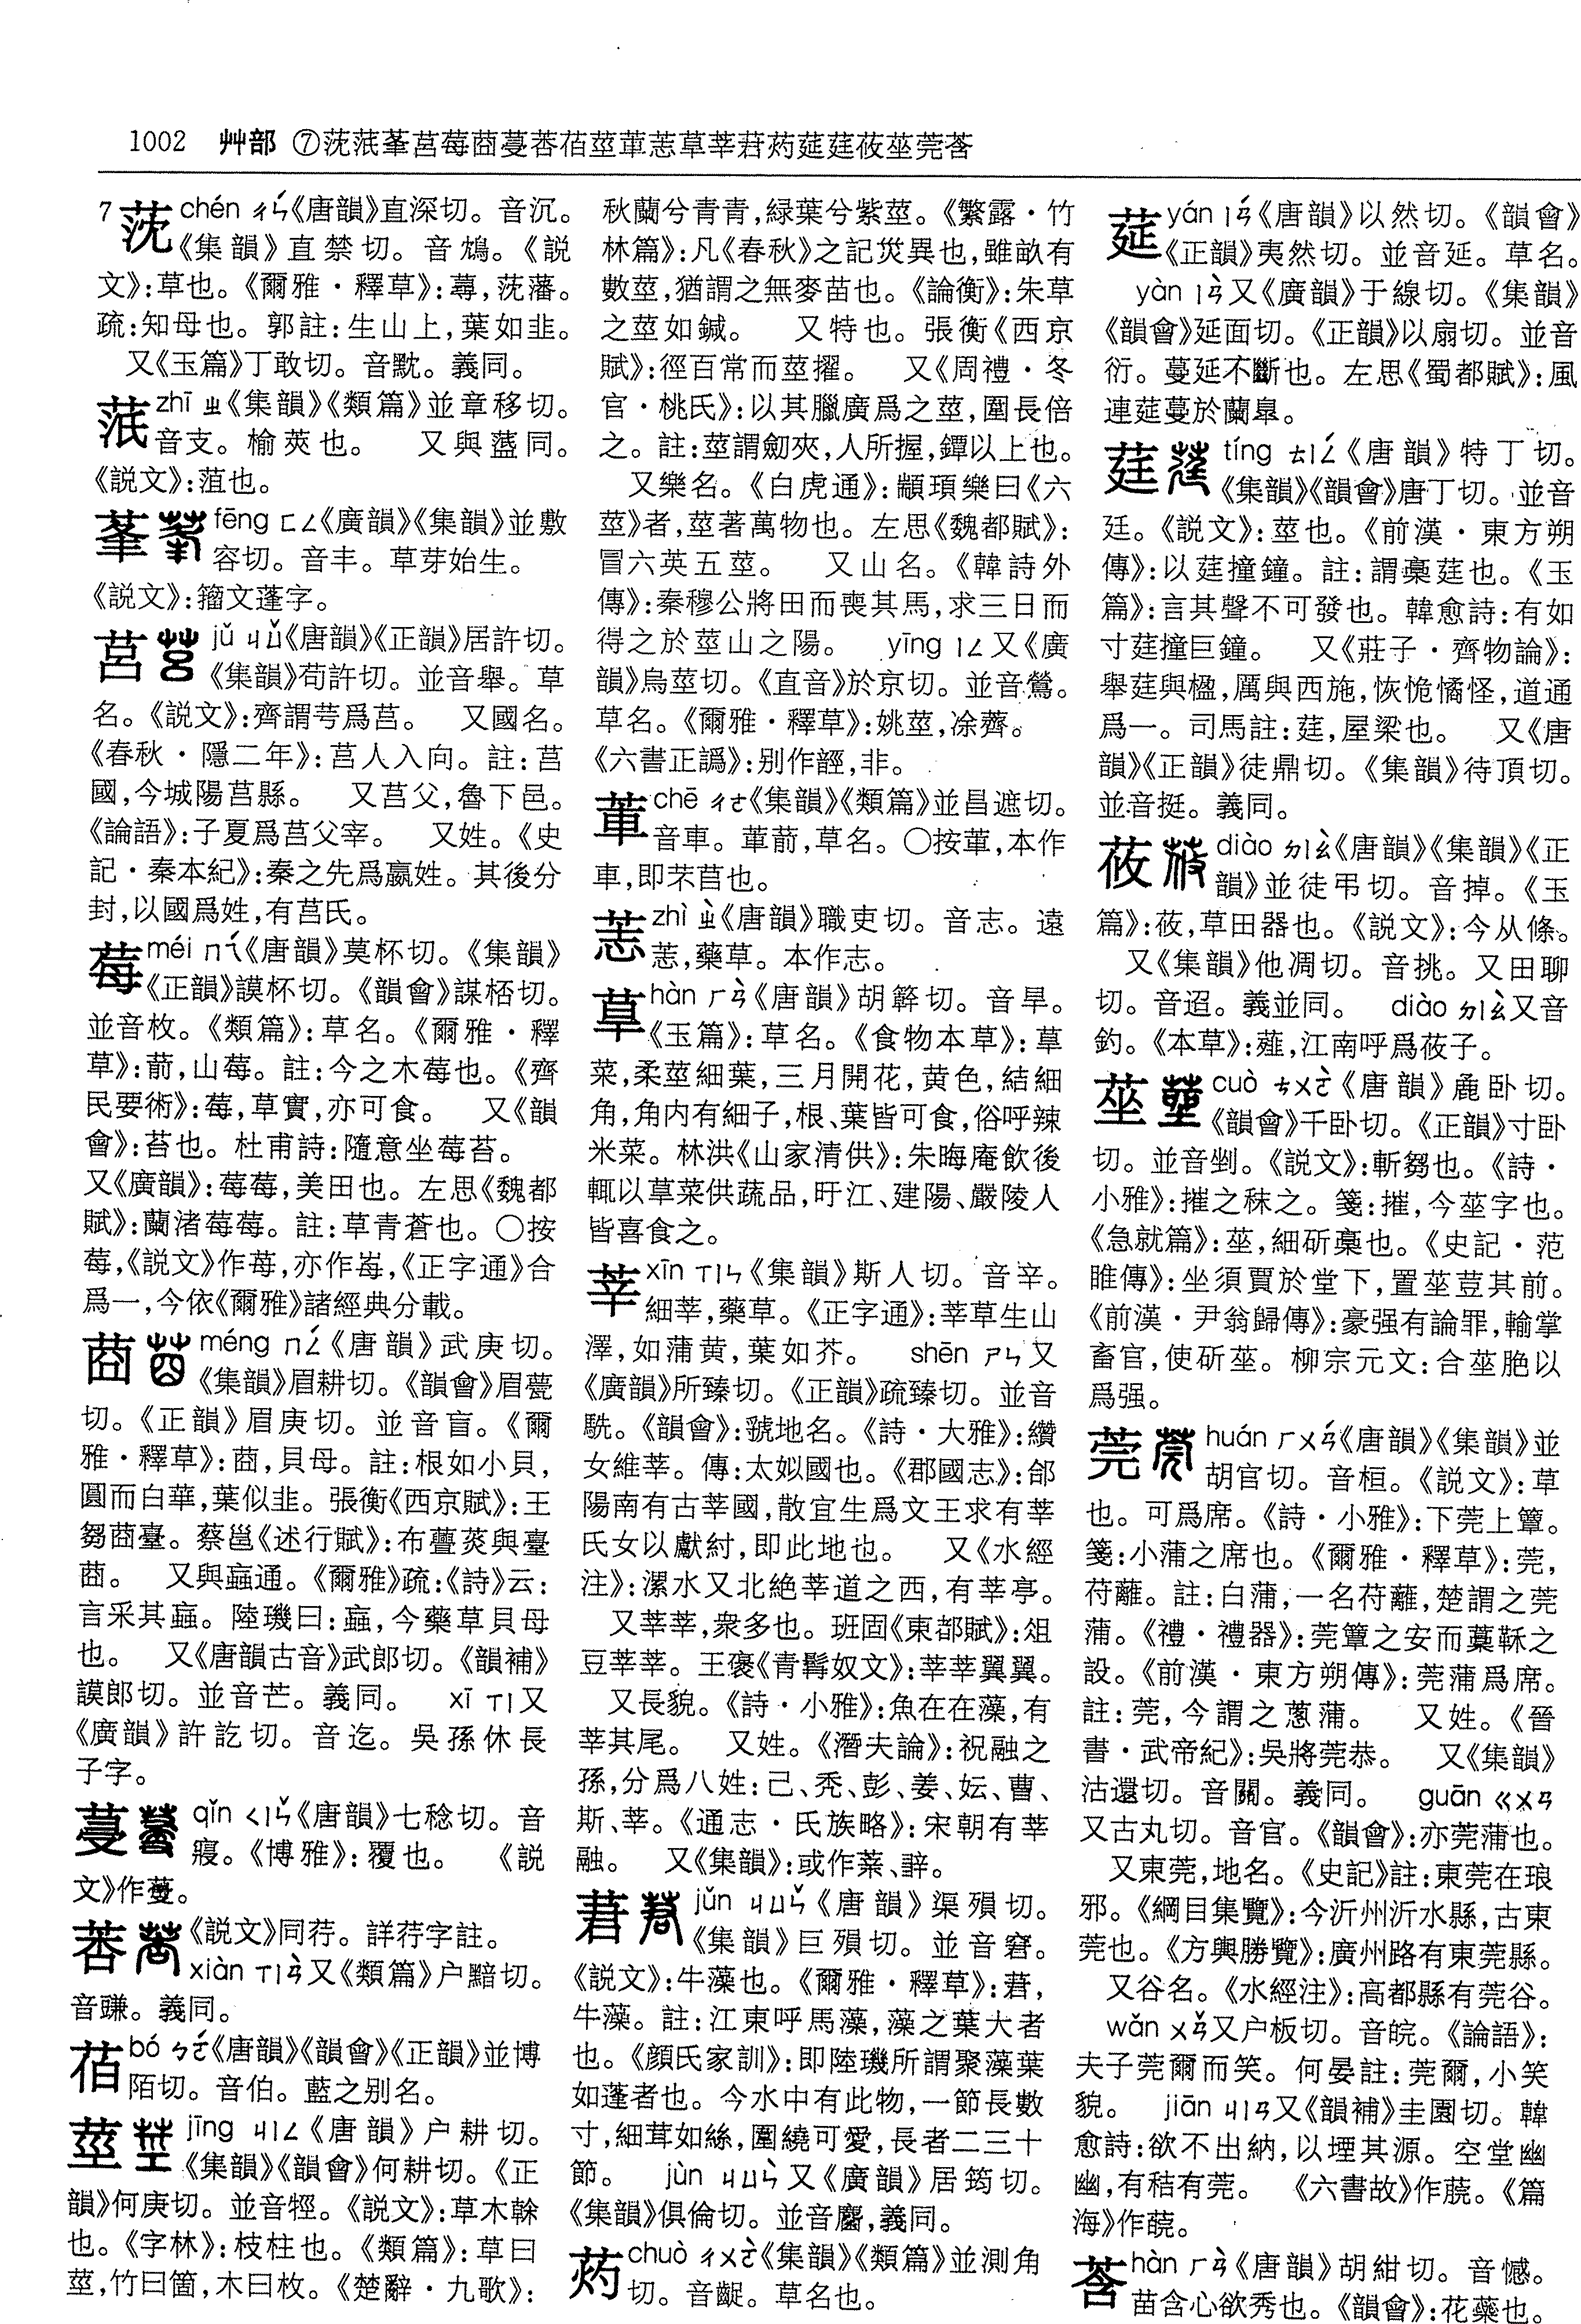 1002 艸部 ⑦莐䓋莑莒莓莔蔓莕蓓莖蓽莣草莘莙葯莚莛莜莝莞莟
7 莐 chén ㄔㄣˊ《唐韻》直深切。音沉。
《集韻》直禁切。音鴆。《説
文》:草也。《爾雅·釋草》:蕁,莐藩。
疏:知母也。郭註:生山上,葉如韭。
又《玉篇》丁敢切。音黕。義同。
zhī ㄓ《集韻》《類篇》並章移切。
音支。榆莢也。 又與䕌同。
《説文》:菹也。
莑 fēng ㄈㄥ《廣韻》《集韻》並敷
容切。音丰。草芽始生。
《説文》:籀文蓬字。
莒 jǔ ㄐㄩˇ《唐韻》《正韻》居許切。
《集韻》苟許切。並音舉。草
名。《説文》:齊謂芌爲莒。 又國名。
《春秋·隱二年》:莒人入向。註:莒
國,今城陽莒縣。 又莒父,魯下邑。
《論語》:子夏爲莒父宰。 又姓。《史
記·秦本紀》:秦之先爲嬴姓。其後分
封,以國爲姓,有莒氏。
莓 méi ㄇㄟˊ《唐韻》莫杯切。《集韻》
《正韻》謨杯切。《韻會》謀桮切。
並音枚。《類篇》:草名。《爾雅·釋
草》:葥,山莓。註:今之木莓也。《齊
民要術》:莓,草實,亦可食。 又《韻
會》:苔也。杜甫詩:隨意坐莓苔。
又《廣韻》:莓莓,美田也。左思《魏都
賦》:蘭渚莓莓。註:草青蒼也。○按
莓,《説文》作苺,亦作䓯,《正字通》合
爲一,今依《爾雅》諸經典分載。
莔 méng ㄇㄥˊ《唐韻》武庚切。
《集韻》眉耕切。《韻會》眉甍
切。《正韻》眉庚切。並音盲。《爾
雅·釋草》:莔,貝母。註:根如小貝,
圓而白華,葉似韭。張衡《西京賦》:王
芻莔臺。蔡邕《述行賦》:布虋菼與臺
莔。 又與蝱通。《爾雅》疏:《詩》云:
言采其蝱。陸璣曰:蝱,今藥草貝母
也。 又《唐韻古音》武郎切。《韻補》
謨郎切。並音芒。義同。 xī ㄒㄧ又
《廣韻》許訖切。音迄。吳孫休長
子字。
qǐn ㄑㄧㄣˇ《唐韻》七稔切。音
寢。《博雅》:覆也。 《説
文》作蔓。
莕《説文》同荇。詳荇字註。
xiàn ㄒㄧㄢˋ又《類篇》户黯切。
音豏。義同。
bó ㄅㄛˊ《唐韻》《韻會》《正韻》並博
陌切。音伯。藍之别名。
莖 jīng ㄐㄧㄥ《唐韻》户耕切。
《集韻》《韻會》何耕切。《正
韻》何庚切。並音牼。《説文》:草木榦
也。《字林》:枝柱也。《類篇》:草曰
莖,竹曰箇,木曰枚。《楚辭·九歌》:
秋蘭兮青青,緑葉兮紫莖。《繁露·竹
林篇》:凡《春秋》之記災異也,雖畝有
數莖,猶謂之無麥苗也。《論衡》:朱草
之莖如鍼。 又特也。張衡《西京
賦》:徑百常而莖擢。 又《周禮·冬
官·桃氏》:以其臘廣爲之莖,圍長倍
之。註:莖謂劒夾,人所握,鐔以上也。
又樂名。《白虎通》:顓頊樂曰《六
莖》者,莖著萬物也。左思《魏都賦》:
冒六英五莖。 又山名。《韓詩外
傳》:秦穆公將田而喪其馬,求三日而
得之於莖山之陽。 yīng ㄧㄥ又《廣
韻》烏莖切。《直音》於京切。並音鶯。
草名。《爾雅·釋草》:姚莖,凃薺。
《六書正譌》:别作䪫,非。
chē ㄔㄜ《集韻》《類篇》並昌遮切。
音車。莗葥,草名。○按莗,本作
車,即芣苢也。
zhì ㄓˋ《唐韻》職吏切。音志。遠
莣,藥草。本作志。
hàn ㄏㄢˋ《唐韻》胡簳切。音旱。
《玉篇》:草名。《食物本草》:䓍
菜,柔莖細葉,三月開花,黄色,結細
角,角内有細子,根、葉皆可食,俗呼辣
米菜。林洪《山家清供》:朱晦庵飲後
輒以䓍菜供蔬品,旴江、建陽、嚴陵人
皆喜食之。
莘 xīn ㄒㄧㄣ《集韻》斯人切。音辛。
細莘,藥草。《正字通》:莘草生山
澤,如蒲黄,葉如芥。 shēn ㄕㄣ又
《廣韻》所臻切。《正韻》疏臻切。並音
駪。《韻會》:號地名。《詩·大雅》:纘
女維莘。傳:太姒國也。《郡國志》:郃
陽南有古莘國,散宜生爲文王求有莘
氏女以獻紂,即此地也。 又《水經
注》:漯水又北絶莘道之西,有莘亭。
又莘莘,衆多也。班固《東都賦》:俎
豆莘莘。王褒《青髯奴文》:莘莘翼翼。
又長貌。《詩·小雅》:魚在在藻,有
莘其尾。 又姓。《潛夫論》:祝融之
孫,分爲八姓:己、秃、彭、姜、妘、曹、
斯、莘。《通志·氏族略》:宋朝有莘
融。 又《集韻》:或作䕉、辥。
莙 jǔn ㄐㄩㄣˇ《唐韻》渠殞切。
《集韻》巨殞切。並音窘。
《説文》:牛藻也。《爾雅·釋草》:莙,
牛藻。註:江東呼馬藻,藻之葉大者
也。《顔氏家訓》:即陸璣所謂聚藻葉
如蓬者也。今水中有此物,一節長數
寸,細茸如絲,圍繞可愛,長者二三十
節。 jùn ㄐㄩㄣˋ又《廣韻》居筠切。
《集韻》俱倫切。並音麕,義同。
chuò ㄔㄨㄛˋ《集韻》《類篇》並測角
切。音齪。草名也。
莚 yán ㄧㄢˊ《唐韻》以然切。《韻會》
《正韻》夷然切。並音延。草名。
yàn ㄧㄢˋ又《廣韻》于線切。《集韻》
《韻會》延面切。《正韻》以扇切。並音
衍。蔓延不斷也。左思《蜀都賦》:風
連莚蔓於蘭臯。
莛 tíng ㄊㄧㄥˊ《唐韻》特丁切。
《集韻》《韻會》唐丁切。並音
廷。《説文》:莖也。《前漢·東方朔
傳》:以莛撞鐘。註:謂稾莛也。《玉
篇》:言其聲不可發也。韓愈詩:有如
寸莛撞巨鐘。 又《莊子·齊物論》:
舉莛與楹,厲與西施,恢恑憰怪,道通
爲一。司馬註:莛,屋梁也。 又《唐
韻》《正韻》徒鼎切。《集韻》待頂切。
並音挺。義同。
莜 diào ㄉㄧㄠˋ《唐韻》《集韻》《正
韻》並徒弔切。音掉。《玉
篇》:莜,草田器也。《説文》:今从條。
又《集韻》他凋切。音挑。又田聊
切。音迢。義並同。 diào ㄉㄧㄠˋ又音
釣。《本草》:薤,江南呼爲莜子。
莝 cuò ㄘㄨㄛˋ《唐韻》麄卧切。
《韻會》千卧切。《正韻》寸卧
切。並音剉。《説文》:斬芻也。《詩·
小雅》:摧之秣之。箋:摧,今莝字也。
《急就篇》:莝,細斫稾也。《史記·范
睢傳》:坐須賈於堂下,置莝荳其前。
《前漢·尹翁歸傳》:豪强有論罪,輸掌
畜官,使斫莝。柳宗元文:合莝脃以
爲强。
莞 huán ㄏㄨㄢˊ《唐韻》《集韻》並
胡官切。音桓。《説文》:草
也。可爲席。《詩·小雅》:下莞上簟。
箋:小蒲之席也。《爾雅·釋草》:莞,
苻蘺。註:白蒲,一名苻蘺,楚謂之莞
蒲。《禮·禮器》:莞簟之安而藁鞂之
設。《前漢·東方朔傳》:莞蒲爲席。
註:莞,今謂之蔥蒲。 又姓。《晉
書·武帝紀》:吳將莞恭。 又《集韻》
沽還切。音關。義同。 guān ㄍㄨㄢ
又古丸切。音官。《韻會》:亦莞蒲也。
又東莞,地名。《史記》註:東莞在琅
邪。《綱目集覽》:今沂州沂水縣,古東
莞也。《方輿勝覽》:廣州路有東莞縣。
又谷名。《水經注》:高都縣有莞谷。
wǎn ㄨㄢˇ又户板切。音皖。《論語》:
夫子莞爾而笑。何晏註:莞爾,小笑
貌。 jiān ㄐㄧㄢ又《韻補》圭圓切。韓
愈詩:欲不出納,以堙其源。空堂幽
幽,有秸有莞。 《六書故》作蒝。《篇
海》作䕀。
莟 hàn ㄏㄢˋ《唐韻》胡紺切。音憾。
苗含心欲秀也。《韻會》:花蘂也。